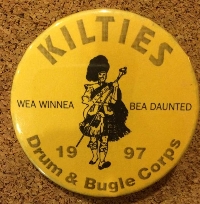 KILTIES
WEA WINNEA BEA DAUNTED
19 97
Drum & Bugle Corps